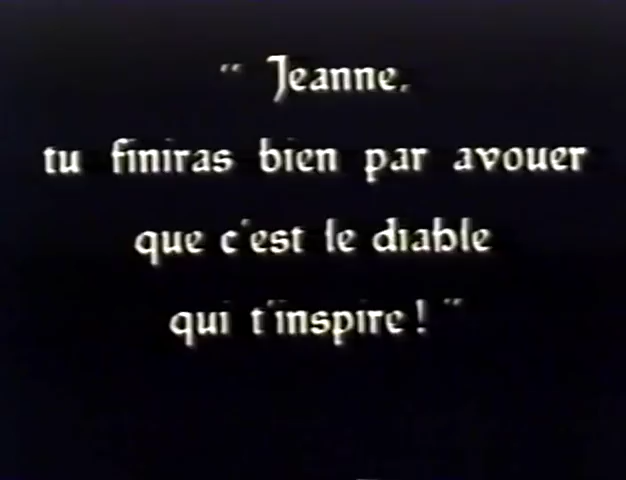 " Jeanne,
tu finiras bien par avouer
que c'est le diable
qui t'inspire ! "